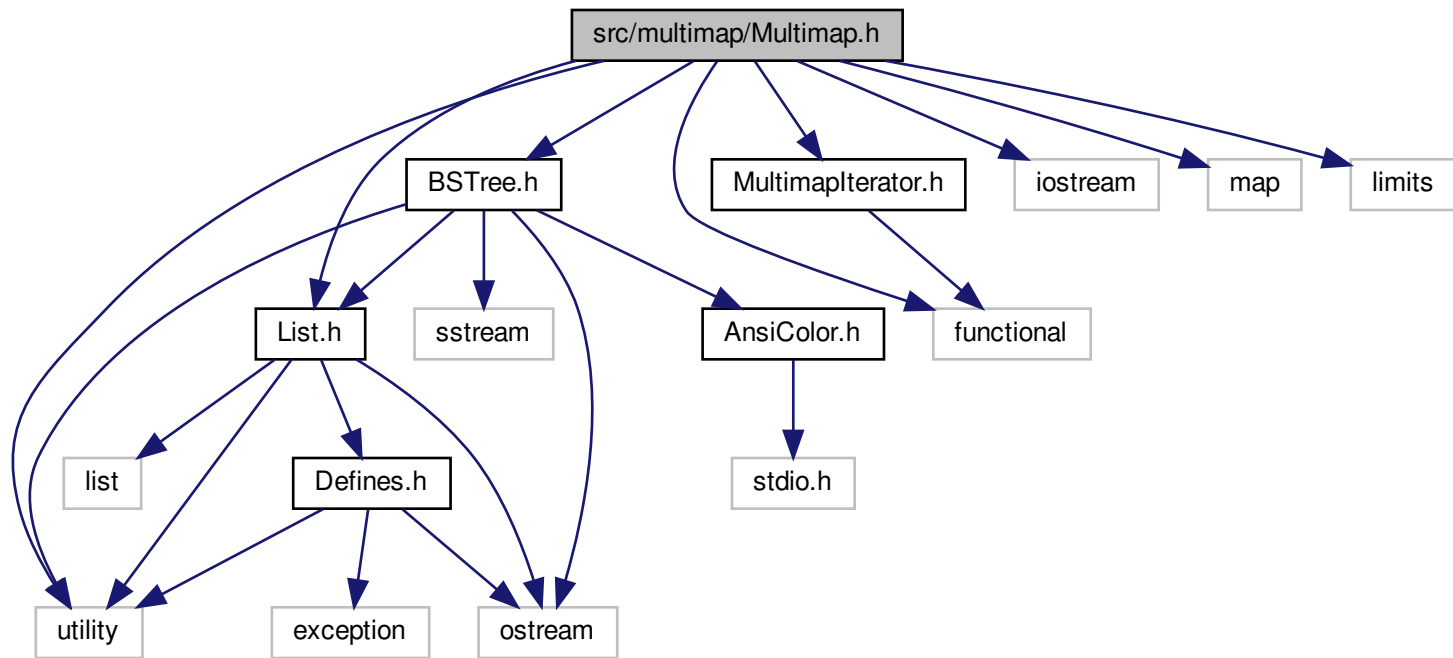 src/multimap/Multimap.h
BSTree.h
MultimapIterator.h
iostream
map
limits
List.h
sstream
AnsiColor.h
functional
list
Defines.h
stdio.h
utility
exception
ostream